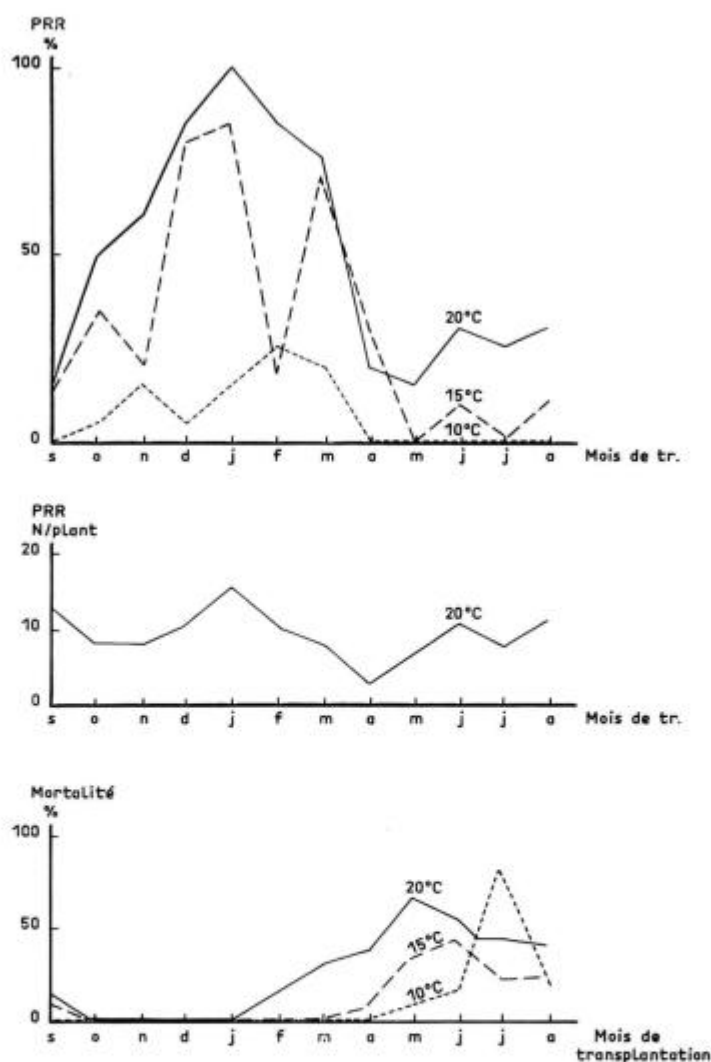 PRR
%
100
50
0
20°C
15°C
10°C
s o n d j f m a m j j a Mois de tr.
PRR
N/plant
20
10
0
20°C
s o n d j f m a m j j a Mois de tr.
Mortalité
%
100
50
0
20°C
15°C
10°C
s o n d j f m a m j j a Mois de
transplantation